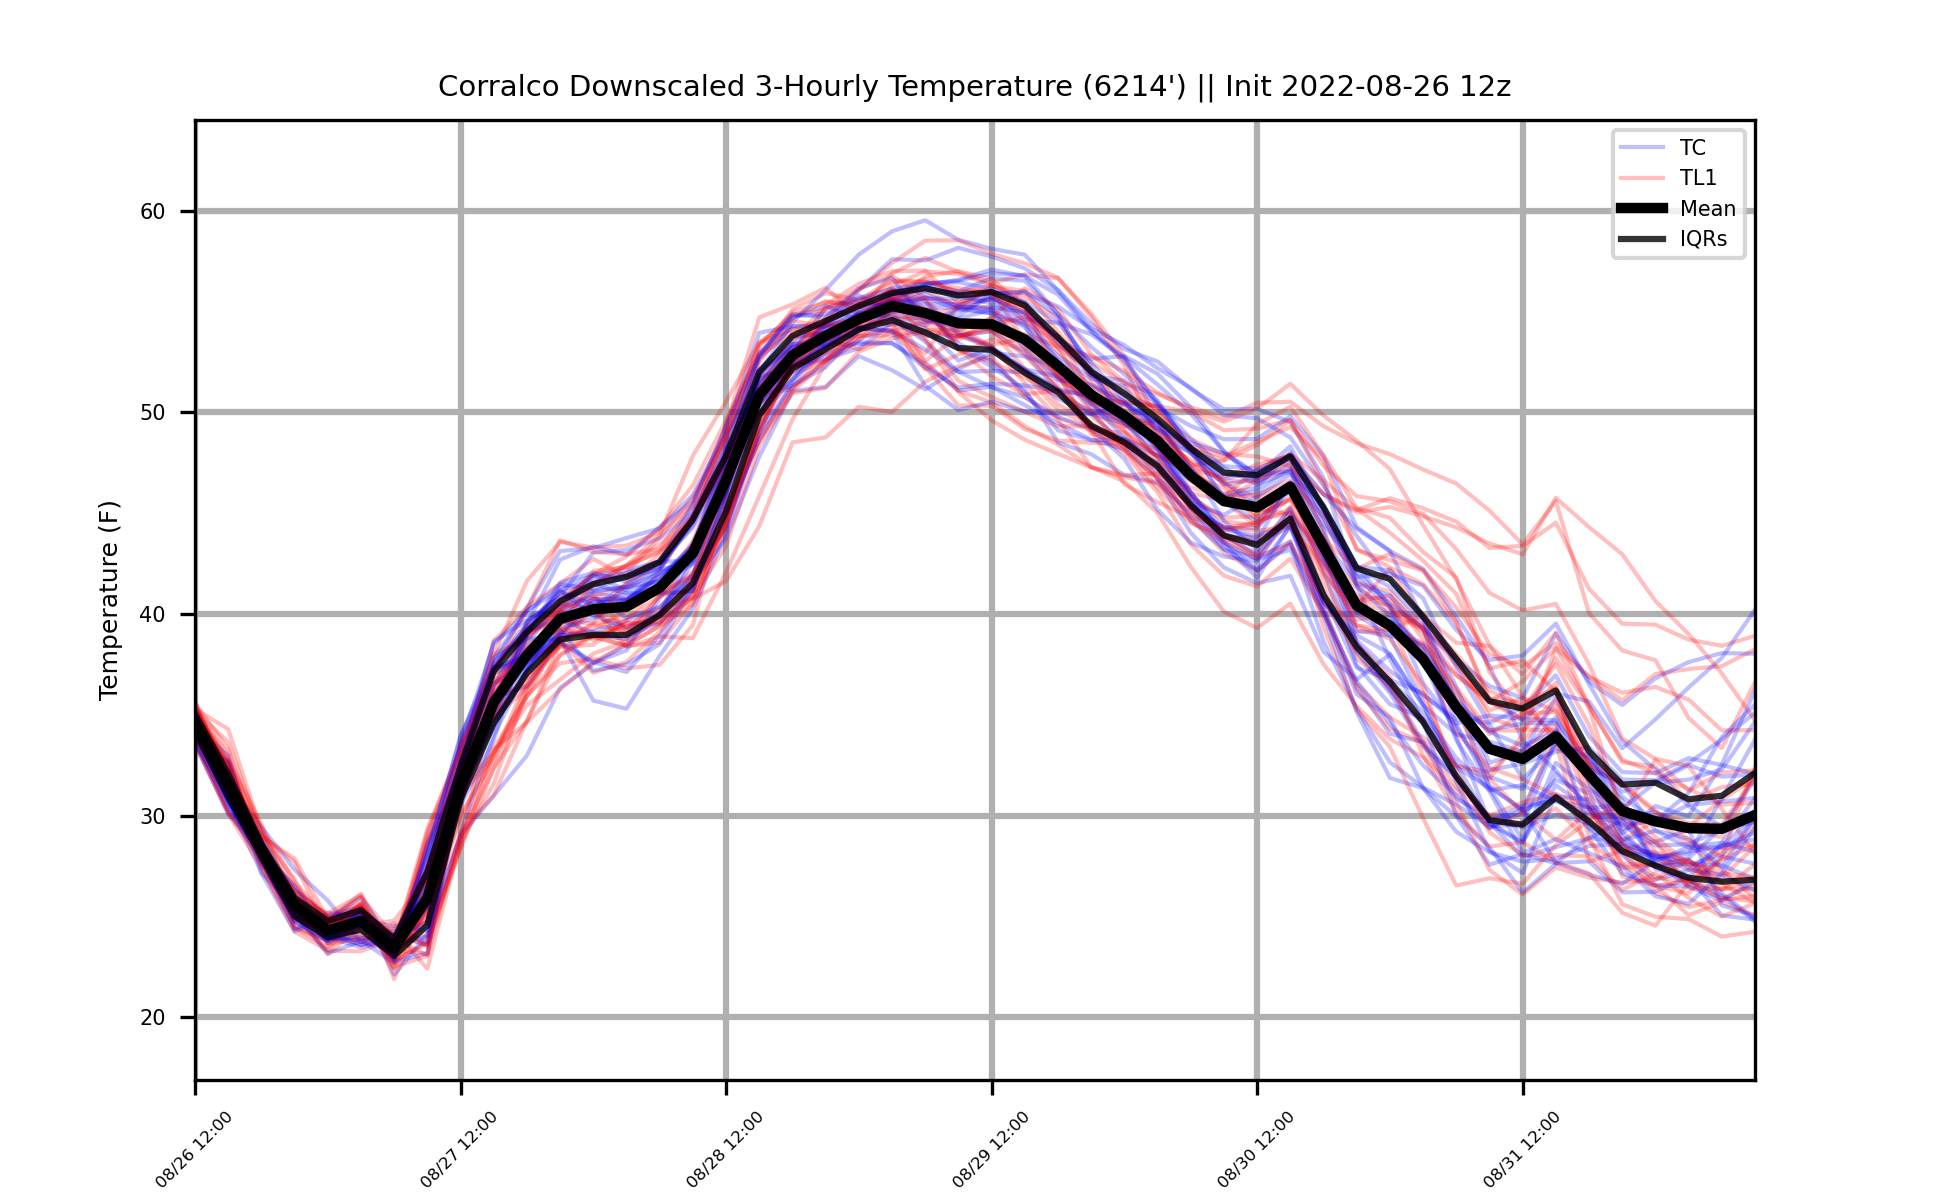 Corralco Downscaled 3-Hourly Temperature (6214') || Init 2022-08-26 12z
TC
TL1
Mean
IQRs
Temperature (F)
60
50
40
30
20
08/26 12:00
08/27 12:00
08/28 12:00
08/29 12:00
08/30 12:00
08/31 12:00